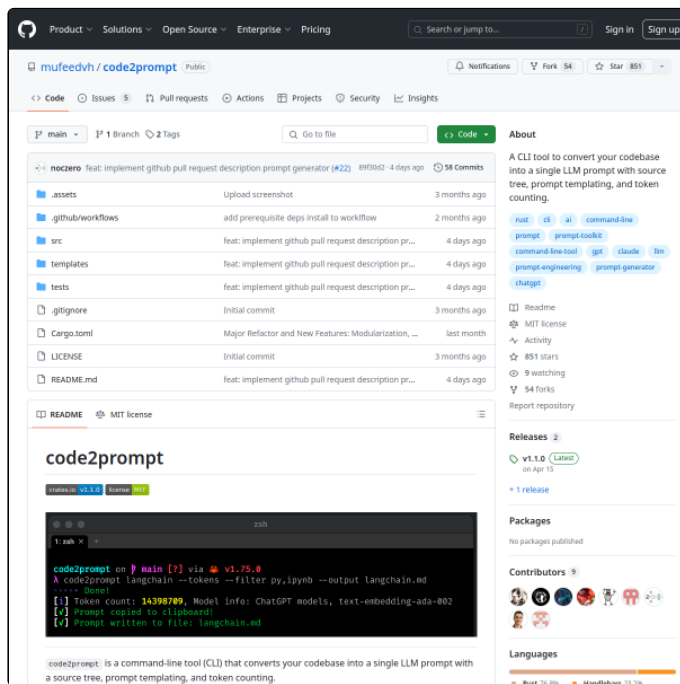 Product Solutions Open Source Enterprise Pricing Search or jump to... / Sign in Sign up
mufeedvh / code2prompt Public Notifications Fork 54 Star 851
Code Issues 5 Pull requests Actions Projects Security Insights
main 1 Branch 2 Tags Go to file Code
noczero feat: implement github pull request description prompt generator (#22) 89f30d2 · 4 days ago 58 Commits
.assets Upload screenshot 3 months ago
.github/workflows add prerequisite deps install to worklflow 2 months ago
src feat: implement github pull request description pr... 4 days ago
templates feat: implement github pull request description pr... 4 days ago
tests feat: implement github pull request description pr... 4 days ago
.gitignore Initial commit 3 months ago
Cargo.toml Major Refactor and New Features: Modularization, ... last month
LICENSE Initial commit 3 months ago
README.md feat: implement github pull request description pr... 4 days ago
README MIT license
code2prompt
crates.io v1.1.0 license MIT
zsh
1: zsh × +
code2prompt on main [?] via v1.75.0
λ code2prompt langchain --tokens --filter py,ipynb --output langchain.md
----- Done!
[i] Token count: 14398709, Model info: ChatGPT models, text-embedding-ada-002
[√] Prompt copied to clipboard!
[√] Prompt written to file: langchain.md
code2prompt is a command-line tool (CLI) that converts your codebase into a single LLM prompt with
a source tree, prompt templating, and token counting.
About
A CLI tool to convert your codebase
into a single LLM prompt with source
tree, prompt templating, and token
counting.
rust cli ai command-line
prompt prompt-toolkit
command-line-tool gpt claude llm
prompt-engineering prompt-generator
chatgpt
Readme
MIT license
Activity
851 stars
9 watching
54 forks
Report repository
Releases 2
v1.1.0 Latest
on Apr 15
+ 1 release
Packages
No packages published
Contributors 9
Languages
Rust 76.8% Handlebars 23.2%